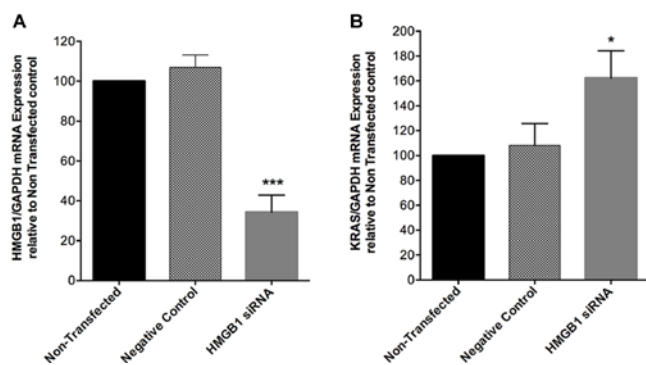 A
HMGB1/GAPDH mRNA Expression
relative to Non Transfected control
120
100
80
60
40
20
0
***
Non-Transfected
Negative Control
HMGB1 siRNA
B
KRAS/GAPDH mRNA Expression
relative to Non Transfected control
200
180
160
140
120
100
80
60
40
20
0
*
Non-Transfected
Negative Control
HMGB1 siRNA